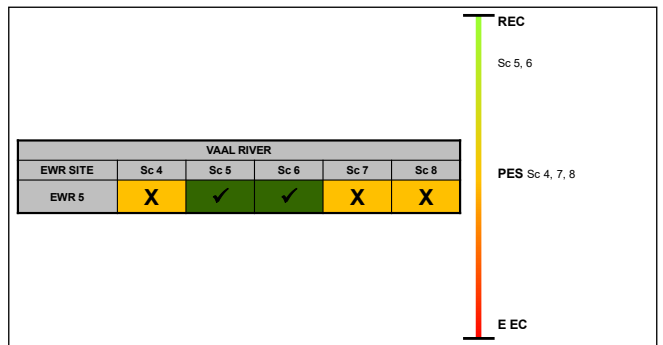 REC
Sc 5, 6
VAAL RIVER
EWR SITE Sc 4 Sc 5 Sc 6 Sc 7 Sc 8
EWR 5 X ✓ ✓ X X
PES Sc 4, 7, 8
E EC